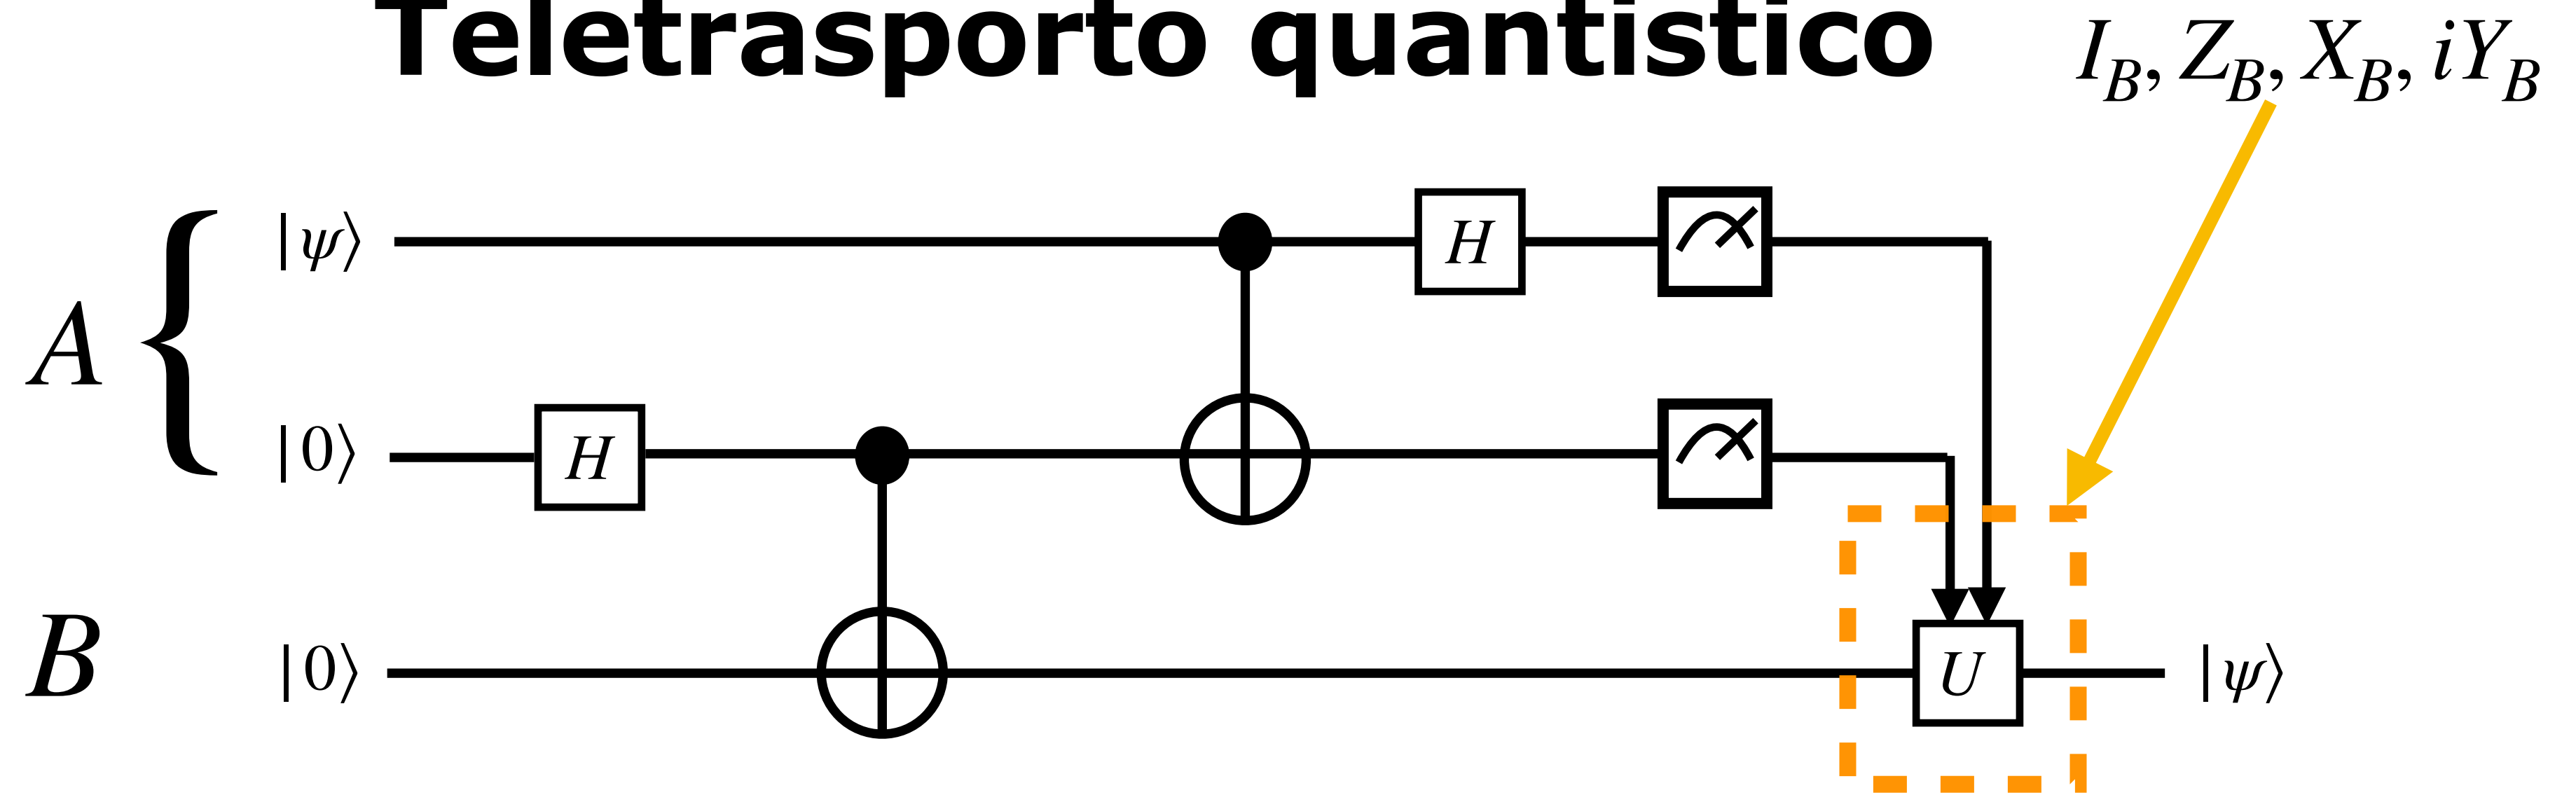 Teletrasporto quantistico
I_B, Z_B, X_B, iY_B
A
|ψ⟩
H
|0⟩
H
B
|0⟩
U
|ψ⟩